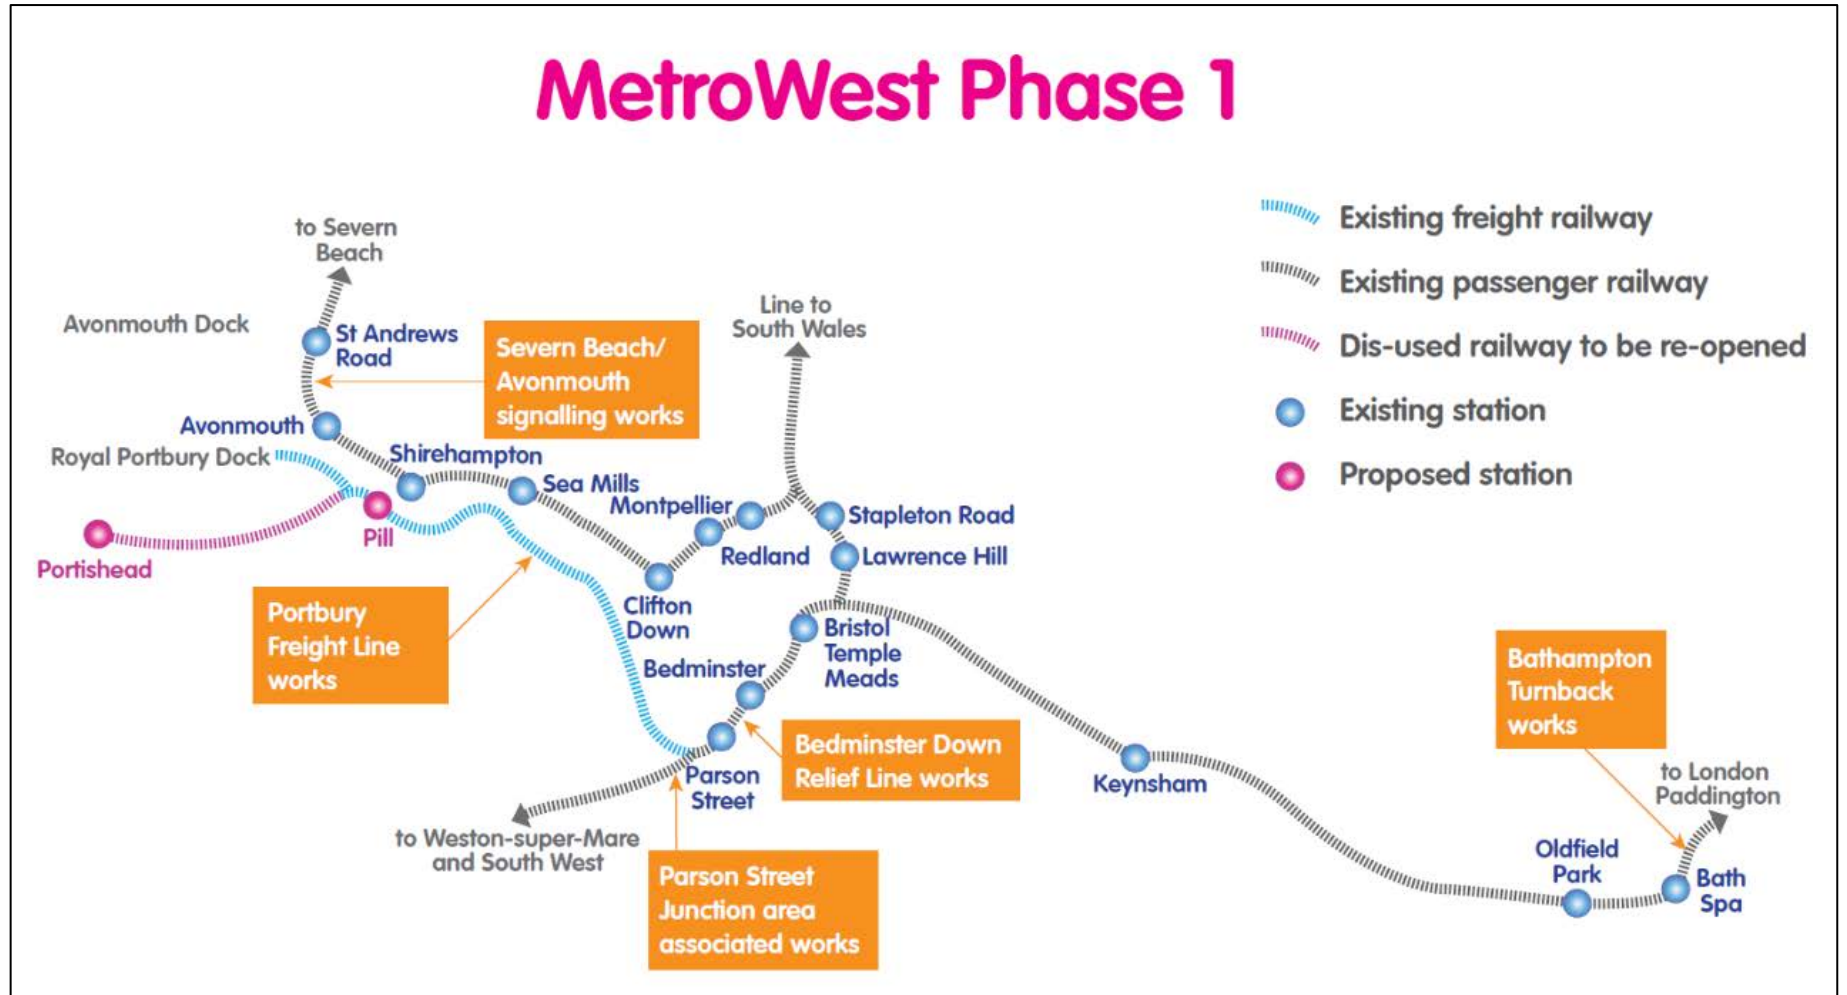 MetroWest Phase 1
to Severn
Beach
Avonmouth Dock
St Andrews
Road
Severn Beach/
Avonmouth
signalling works
Line to
South Wales
Existing freight railway
Existing passenger railway
Dis-used railway to be re-opened
Existing station
Proposed station
Avonmouth
Royal Portbury Dock
Shirehampton
Sea Mills
Montpellier
Stapleton Road
Redland
Lawrence Hill
Pill
Portishead
Clifton
Down
Portbury
Freight Line
works
Bristol
Temple
Meads
Bedminster
Bedminster Down
Relief Line works
Parson
Street
Keynsham
Bathampton
Turnback
works
to London
Paddington
to Weston-super-Mare
and South West
Parson Street
Junction area
associated works
Oldfield
Park
Bath
Spa